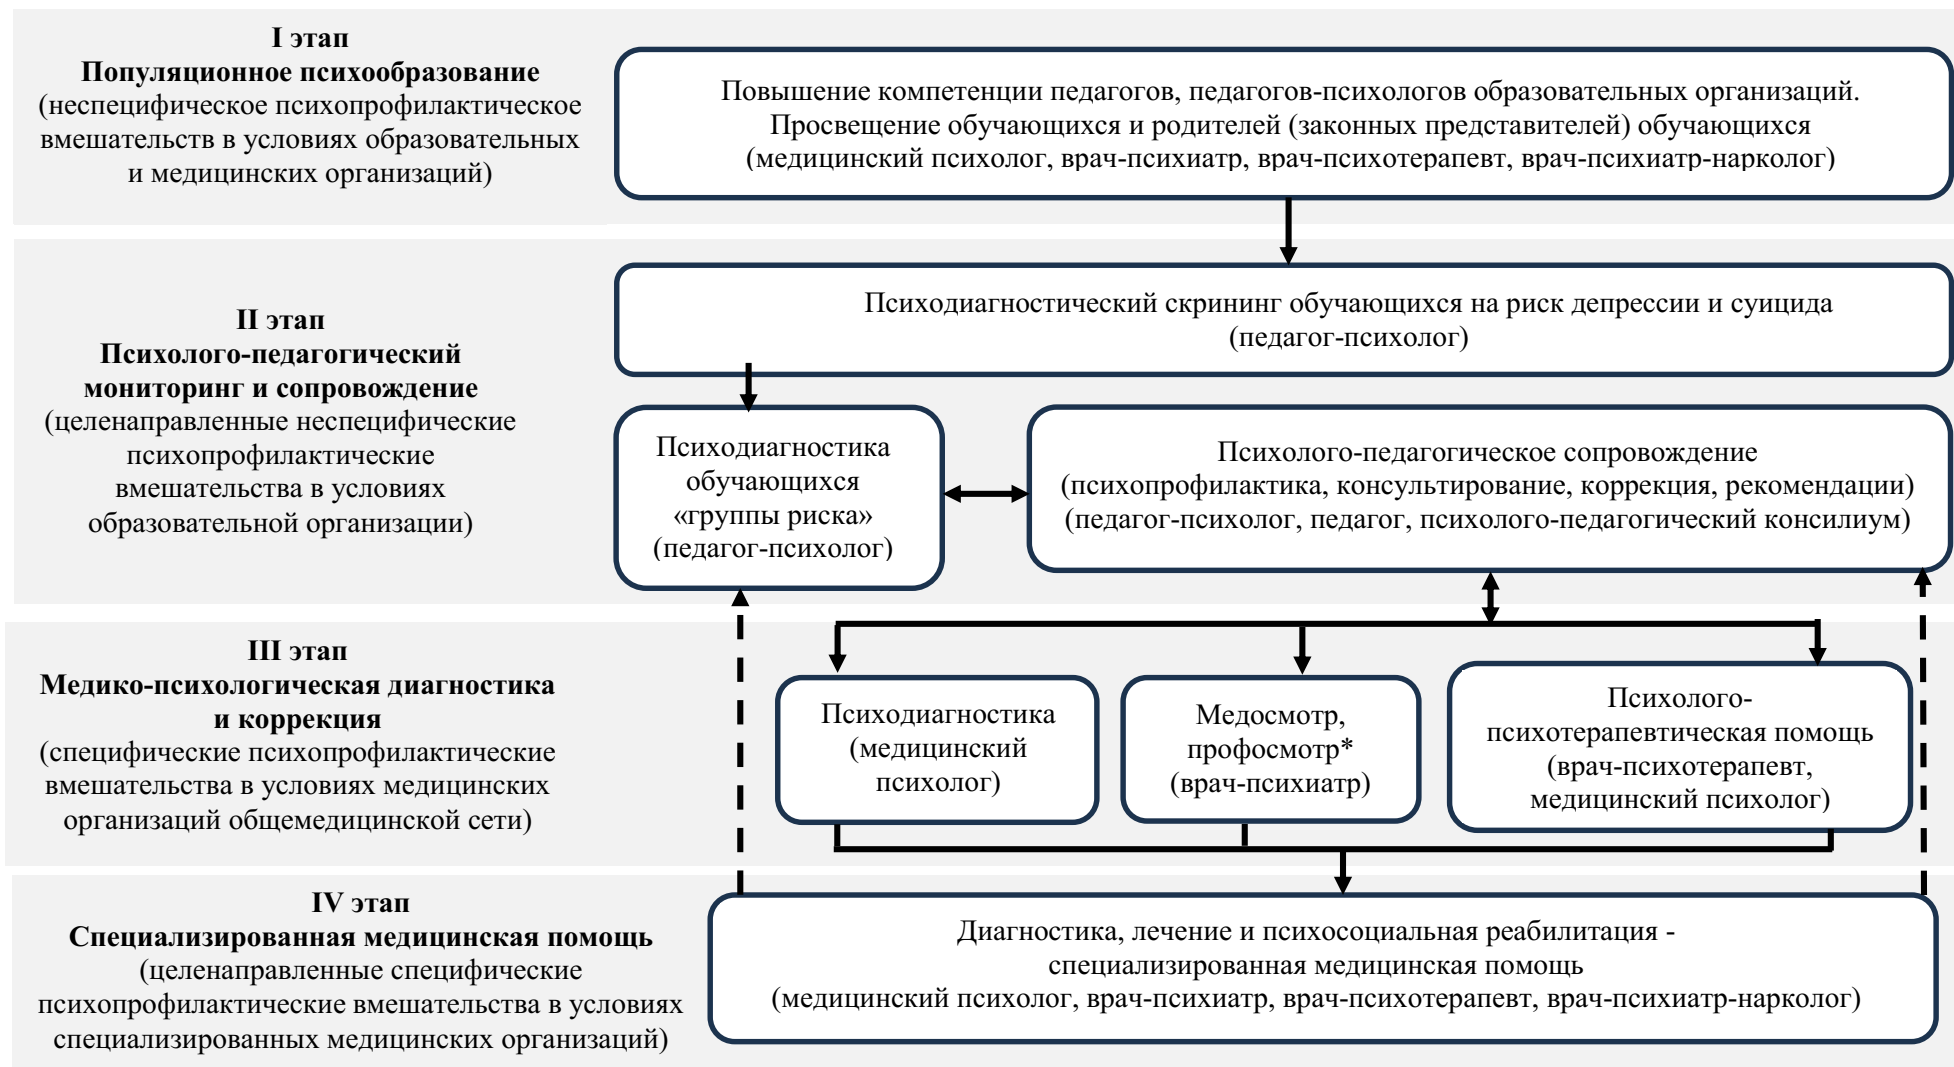 I этап
Популяционное психообразование
(неспецифическое психопрофилактическое
вмешательств в условиях образовательных
и медицинских организаций)
Повышение компетенции педагогов, педагогов-психологов образовательных организаций.
Просвещение обучающихся и родителей (законных представителей) обучающихся
(медицинский психолог, врач-психиатр, врач-психотерапевт, врач-психиатр-нарколог)
II этап
Психолого-педагогический
мониторинг и сопровождение
(целенаправленные неспецифические
психопрофилактические
вмешательства в условиях
образовательной организации)
Психодиагностический скрининг обучающихся на риск депрессии и суицида
(педагог-психолог)
Психодиагностика
обучающихся
«группы риска»
(педагог-психолог)
Психолого-педагогическое сопровождение
(психопрофилактика, консультирование, коррекция, рекомендации)
(педагог-психолог, педагог, психолого-педагогический консилиум)
III этап
Медико-психологическая диагностика
и коррекция
(специфические психопрофилактические
вмешательства в условиях медицинских
организаций общемедицинской сети)
Психодиагностика
(медицинский
психолог)
Медосмотр,
профосмотр*
(врач-психиатр)
Психолого-
психотерапевтическая помощь
(врач-психотерапевт,
медицинский психолог)
IV этап
Специализированная медицинская помощь
(целенаправленные специфические
психопрофилактические вмешательства в условиях
специализированных медицинских организаций)
Диагностика, лечение и психосоциальная реабилитация -
специализированная медицинская помощь
(медицинский психолог, врач-психиатр, врач-психотерапевт, врач-психиатр-нарколог)